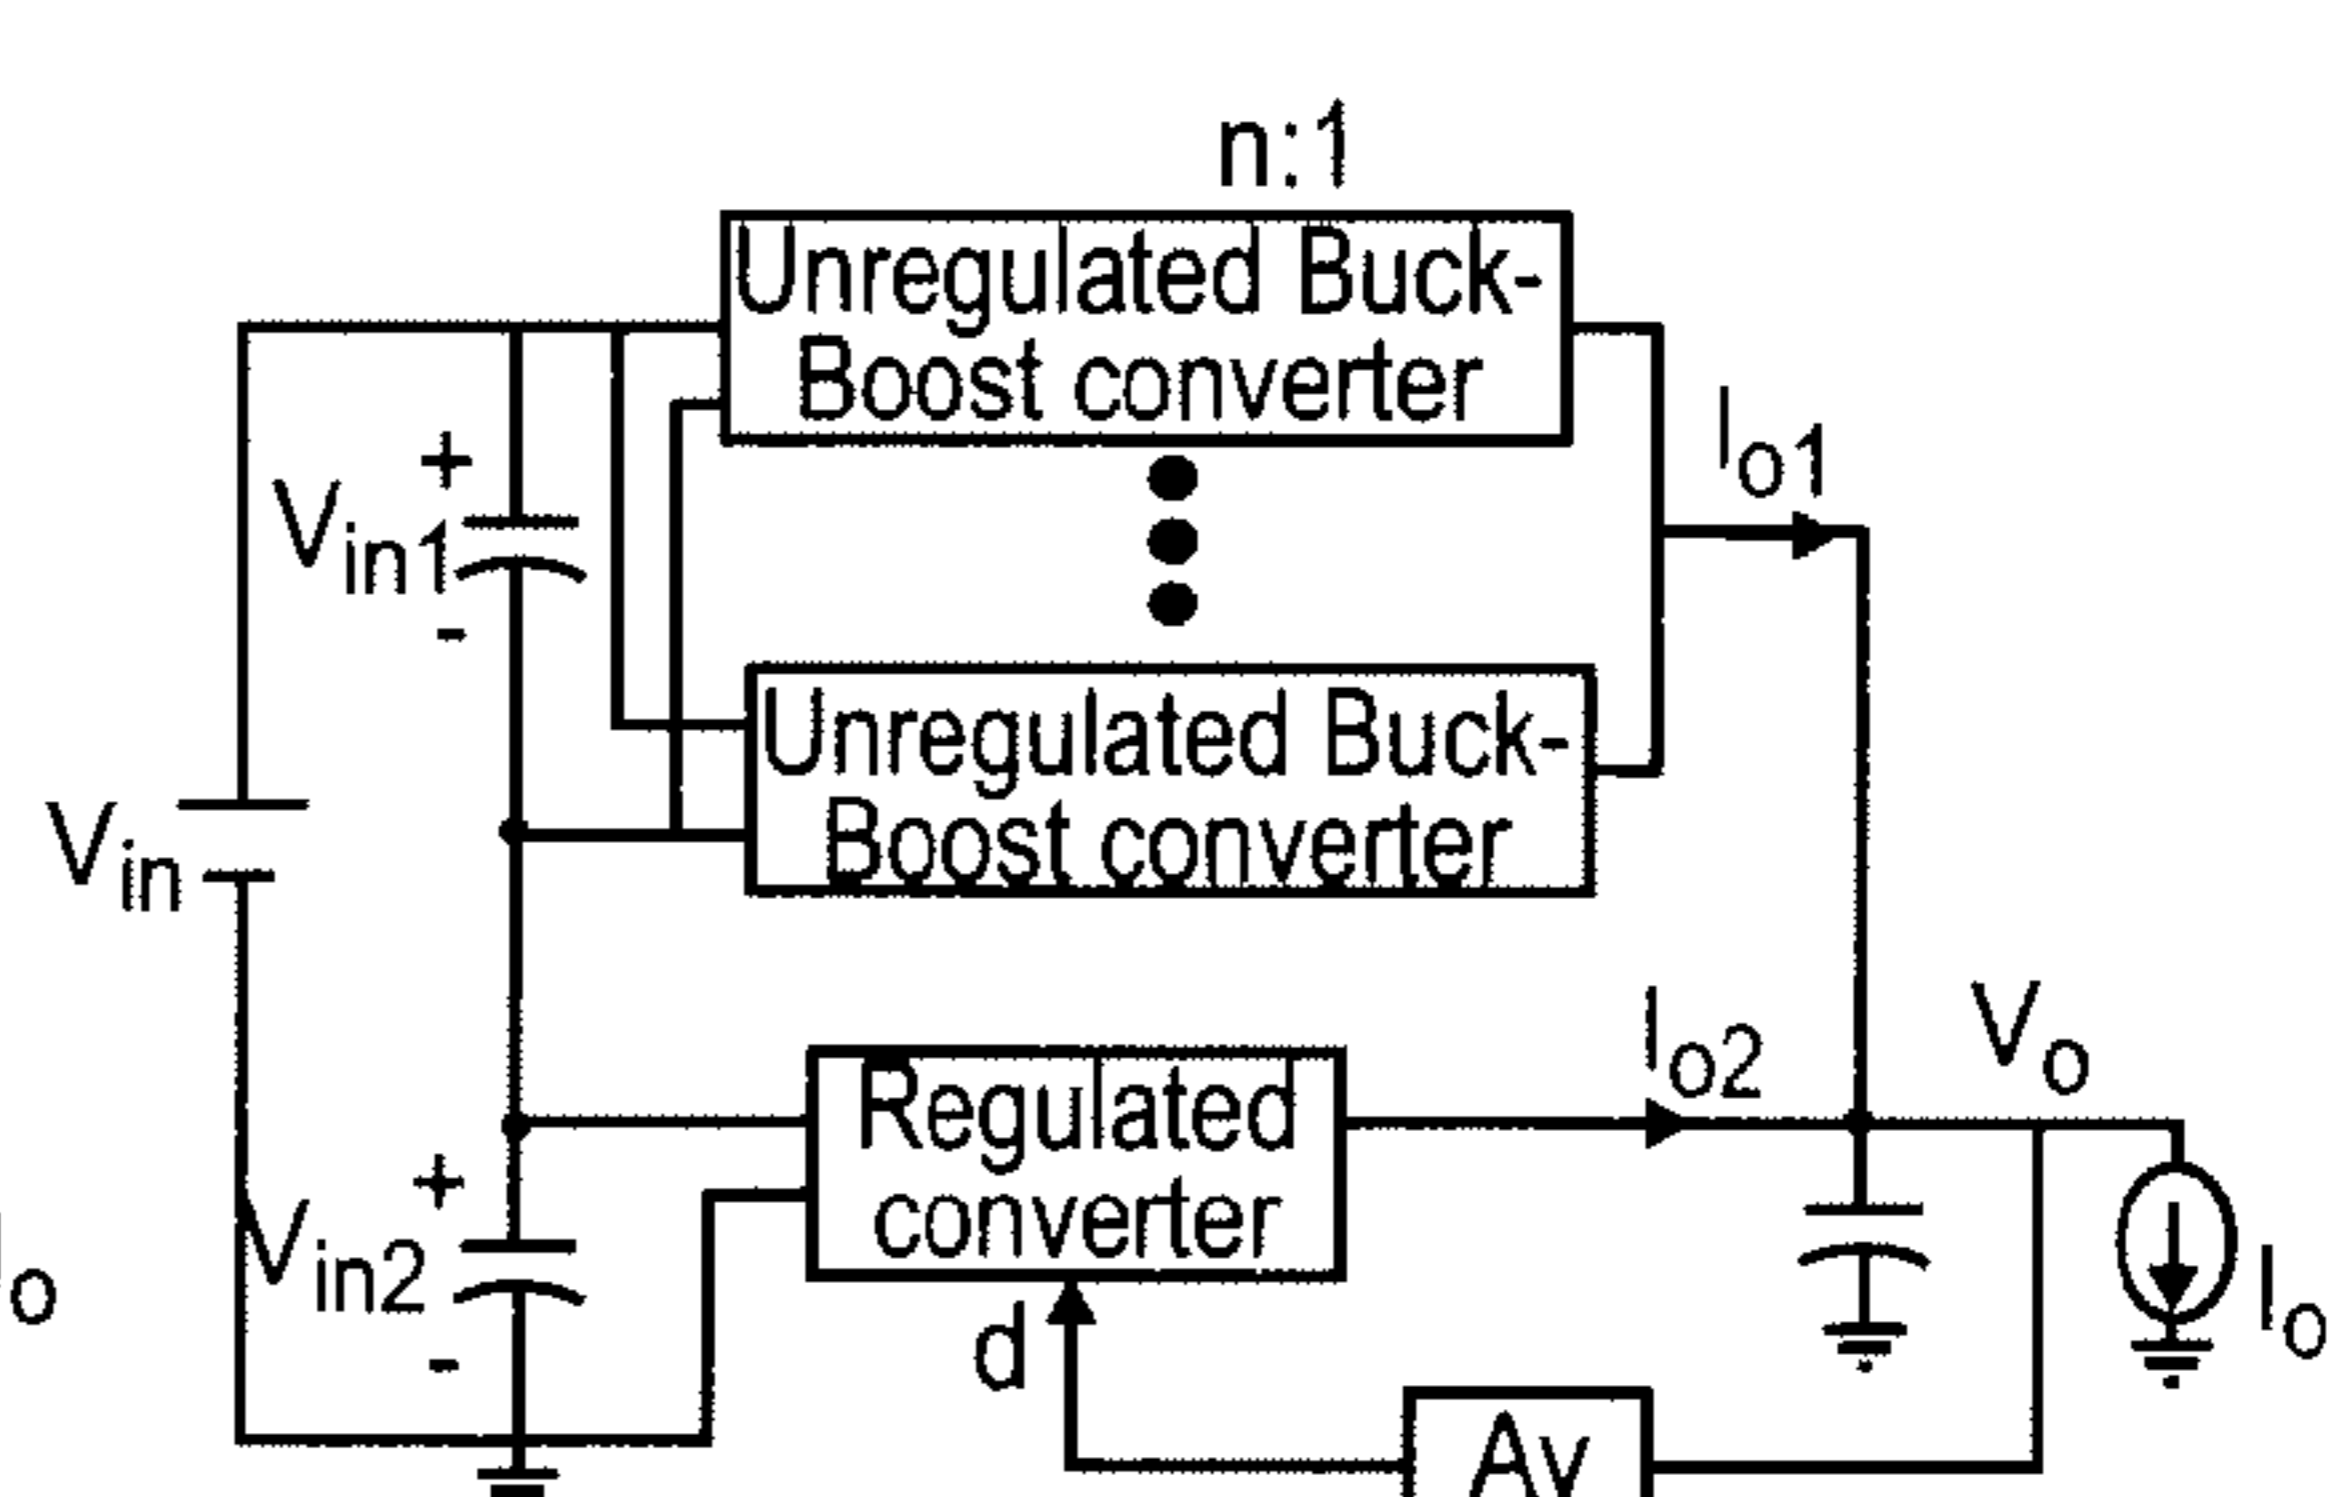 n:1
Unregulated Buck-
Boost converter
Io1
+
Vin1
-
Unregulated Buck-
Boost converter
Vin
Io2
Vo
Regulated
converter
+
Vin2
-
o
d
Io
Av